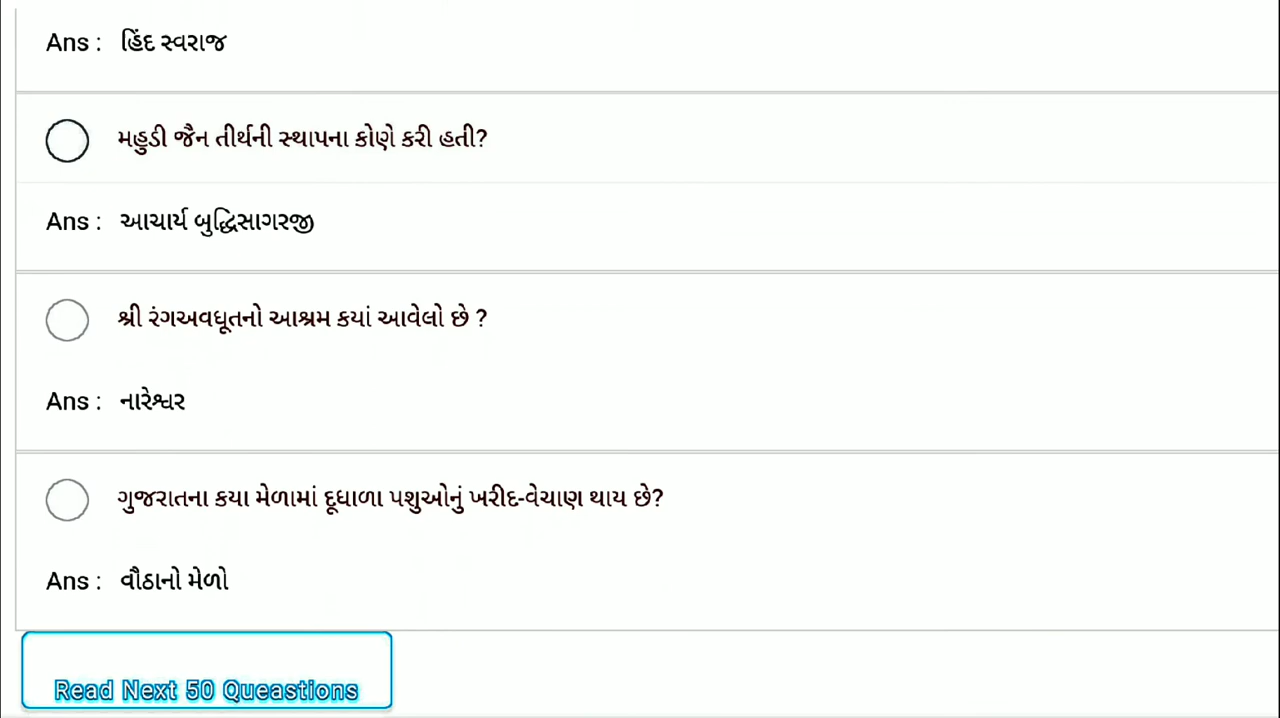 Ans : હિંદ સ્વરાજ
મહુડી જૈન તીર્થની સ્થાપના કોણે કરી હતી?
Ans : આચાર્ય બુદ્ધિસાગરજી
શ્રી રંગઅવધૂતનો આશ્રમ કયાં આવેલો છે ?
Ans : નારેશ્વર
ગુજરાતના કયા મેળામાં દૂધાળા પશુઓનું ખરીદ-વેચાણ થાય છે?
Ans : વૌઠાનો મેળો
Read Next 50 Queastions